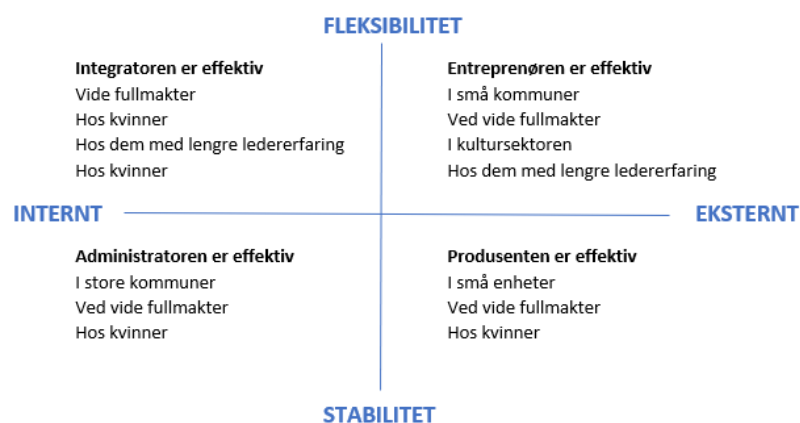 FLEKSIBILITET
Integratoren er effektiv
Vide fullmakter
Hos kvinner
Hos dem med lengre ledererfaring
Hos kvinner
Entreprenøren er effektiv
I små kommuner
Ved vide fullmakter
I kultursektoren
Hos dem med lengre ledererfaring
INTERNT
EKSTERNT
Administratoren er effektiv
I store kommuner
Ved vide fullmakter
Hos kvinner
Produsenten er effektiv
I små enheter
Ved vide fullmakter
Hos kvinner
STABILITET